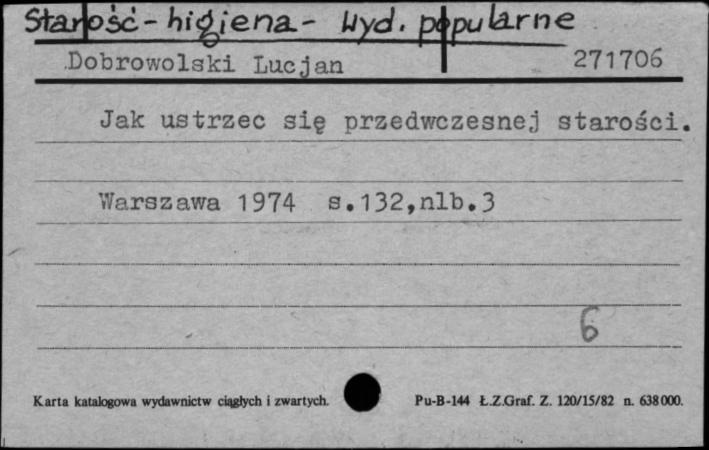 Starość - higiena - Wyd. popularne
Dobrowolski Lucjan 271706
Jak ustrzec się przedwczesnej starości.
Warszawa 1974 s.132,nlb.3
6
Karta katalogowa wydawnictw ciągłych i zwartych. Pu-B-144 Ł.Z.Graf. Z. 120/15/82 n. 638000.